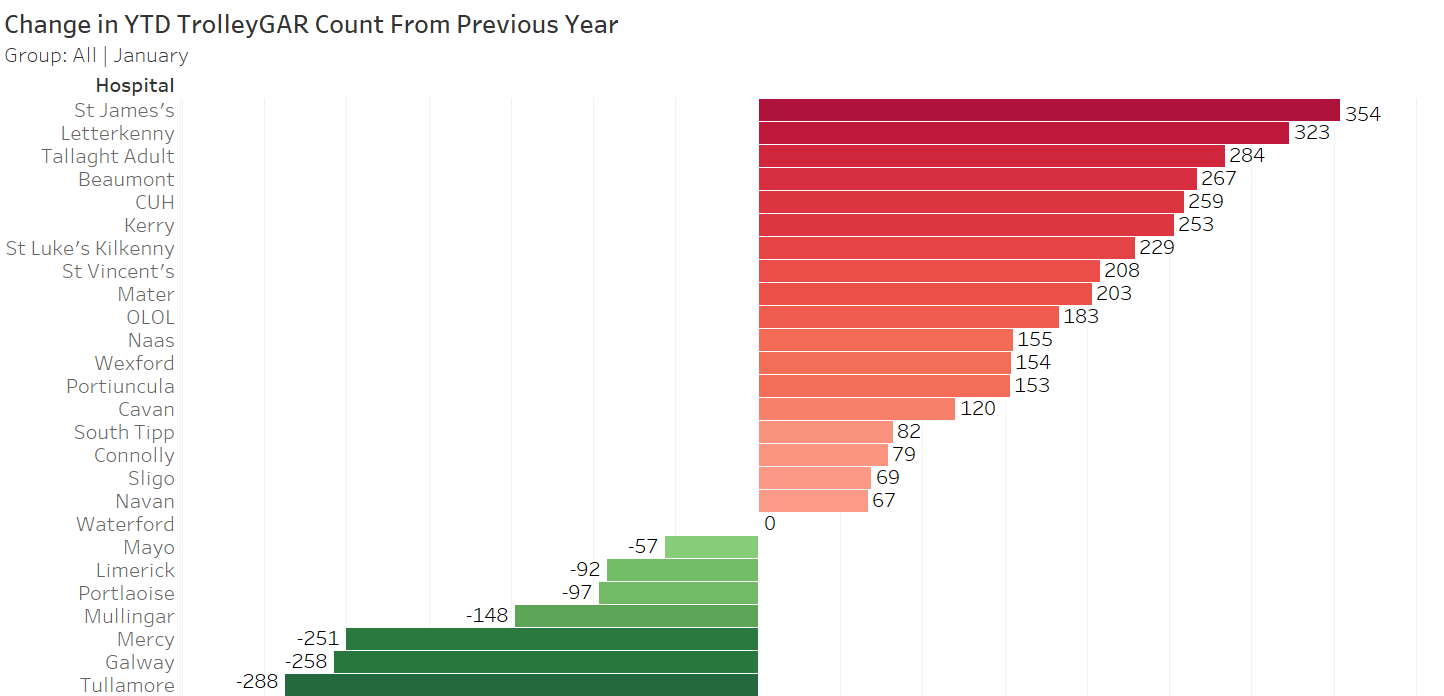 Change in YTD TrolleyGAR Count From Previous Year
Group: All | January
Hospital
St James's 354
Letterkenny 323
Tallaght Adult 284
Beaumont 267
CUH 259
Kerry 253
St Luke's Kilkenny 229
St Vincent's 208
Mater 203
OLOL 183
Naas 155
Wexford 154
Portiuncula 153
Cavan 120
South Tipp 82
Connolly 79
Sligo 69
Navan 67
Waterford 0
Mayo -57
Limerick -92
Portlaoise -97
Mullingar -148
Mercy -251
Galway -258
Tullamore -288